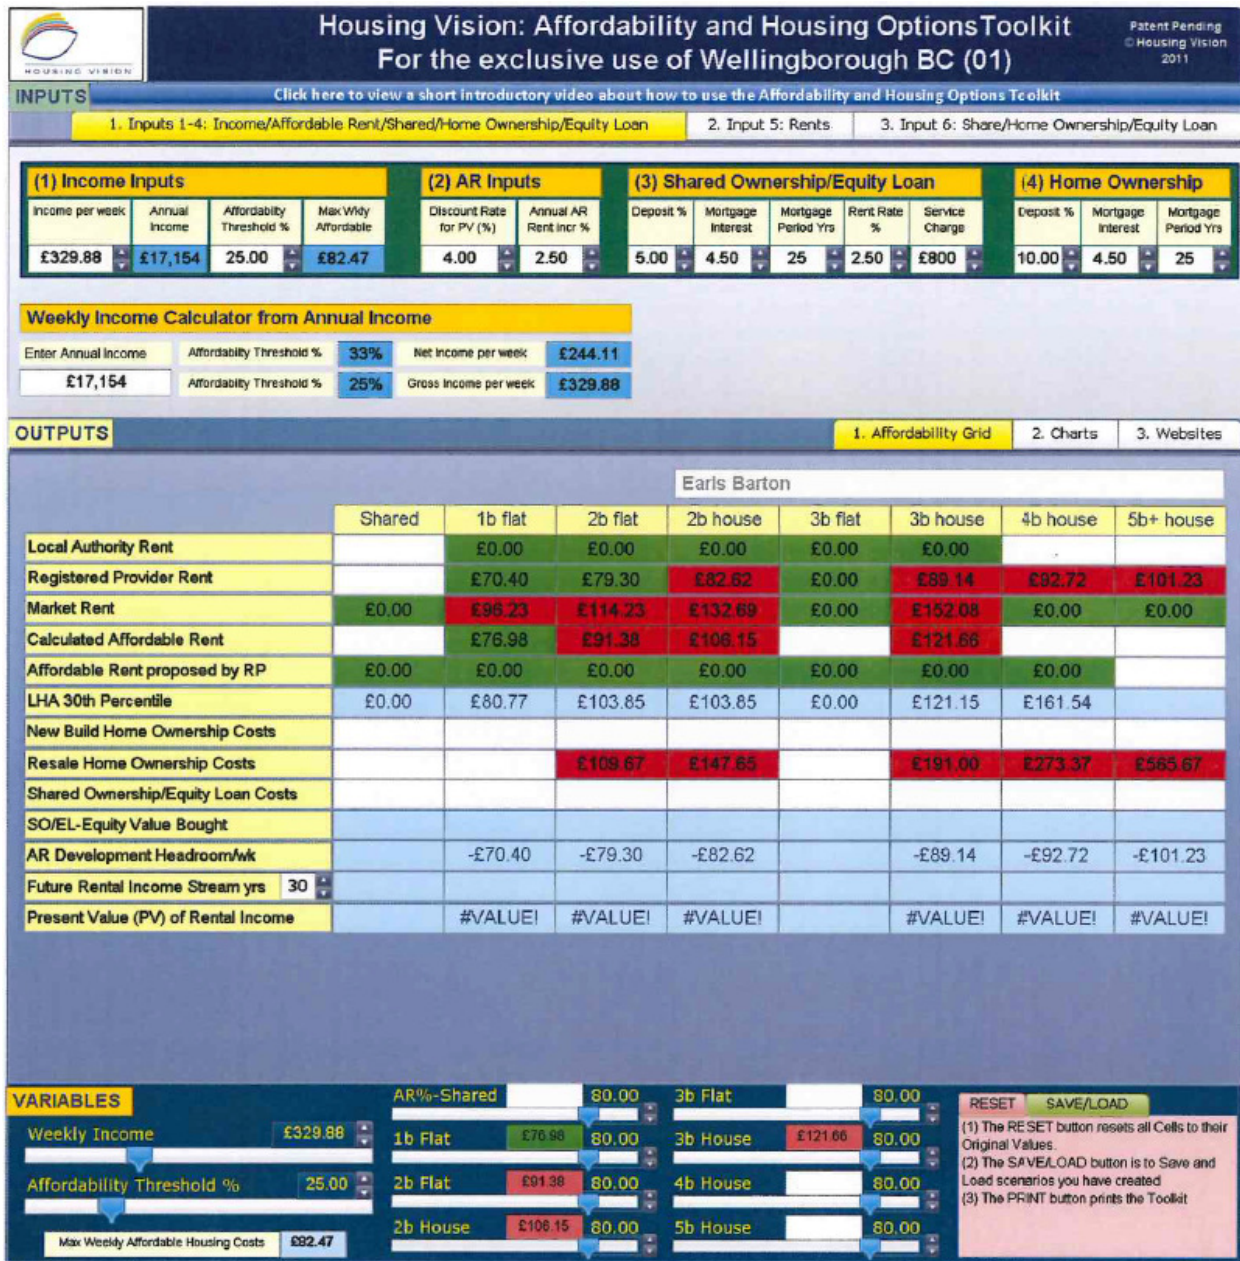 Housing Vision: Affordability and Housing OptionsToolkit
For the exclusive use of Wellingborough BC (01)
Patent Pending
© Housing Vision
2011
HOUSING VISION
INPUTS
Click here to view a short introductory video about how to use the Affordability and Housing Options Toolkit
1. Inputs 1-4: Income/Affordable Rent/Shared/Home Ownership/Equity Loan
2. Input 5: Rents
3. Input 6: Share/Home Ownership/Equity Loan
(1) Income Inputs
(2) AR Inputs
(3) Shared Ownership/Equity Loan
(4) Home Ownership
Income per week Annual Income Affordability Threshold % Max Wkly Affordable
Discount Rate for PV (%) Annual AR Rent Incr %
Deposit % Mortgage Interest Mortgage Period Yrs Rent Rate % Service Charge
Deposit % Mortgage Interest Mortgage Period Yrs
£329.88 £17,154 25.00 £82.47 4.00 2.50 5.00 4.50 25 2.50 £800 10.00 4.50 25
Weekly Income Calculator from Annual Income
Enter Annual Income Affordability Threshold % 33% Net Income per week £244.11
£17,154 Affordability Threshold % 25% Gross Income per week £329.88
OUTPUTS
1. Affordability Grid 2. Charts 3. Websites
Earls Barton
Shared 1b flat 2b flat 2b house 3b flat 3b house 4b house 5b+ house
Local Authority Rent £0.00 £0.00 £0.00 £0.00 £0.00
Registered Provider Rent £70.40 £79.30 £82.62 £0.00 £89.14 £92.72 £101.23
Market Rent £0.00 £96.23 £114.23 £132.69 £0.00 £152.08 £0.00 £0.00
Calculated Affordable Rent £76.98 £91.38 £106.15 £121.66
Affordable Rent proposed by RP £0.00 £0.00 £0.00 £0.00 £0.00 £0.00 £0.00
LHA 30th Percentile £0.00 £80.77 £103.85 £103.85 £0.00 £121.15 £161.54
New Build Home Ownership Costs
Resale Home Ownership Costs £109.67 £147.65 £191.00 £273.37 £565.67
Shared Ownership/Equity Loan Costs
SO/EL-Equity Value Bought
AR Development Headroom/wk -£70.40 -£79.30 -£82.62 -£89.14 -£92.72 -£101.23
Future Rental Income Stream yrs 30
Present Value (PV) of Rental Income #VALUE! #VALUE! #VALUE! #VALUE! #VALUE! #VALUE!
VARIABLES
Weekly Income £329.88
Affordability Threshold % 25.00
Max Weekly Affordable Housing Costs £82.47
AR%-Shared 80.00
1b Flat £76.98 80.00
2b Flat £91.38 80.00
2b House £106.15 80.00
3b Flat 80.00
3b House £121.66 80.00
4b House 80.00
5b House 80.00
RESET SAVE/LOAD
(1) The RESET button resets all Cells to their
Original Values.
(2) The SAVE/LOAD button is to Save and
Load scenarios you have created
(3) The PRINT button prints the Toolkit